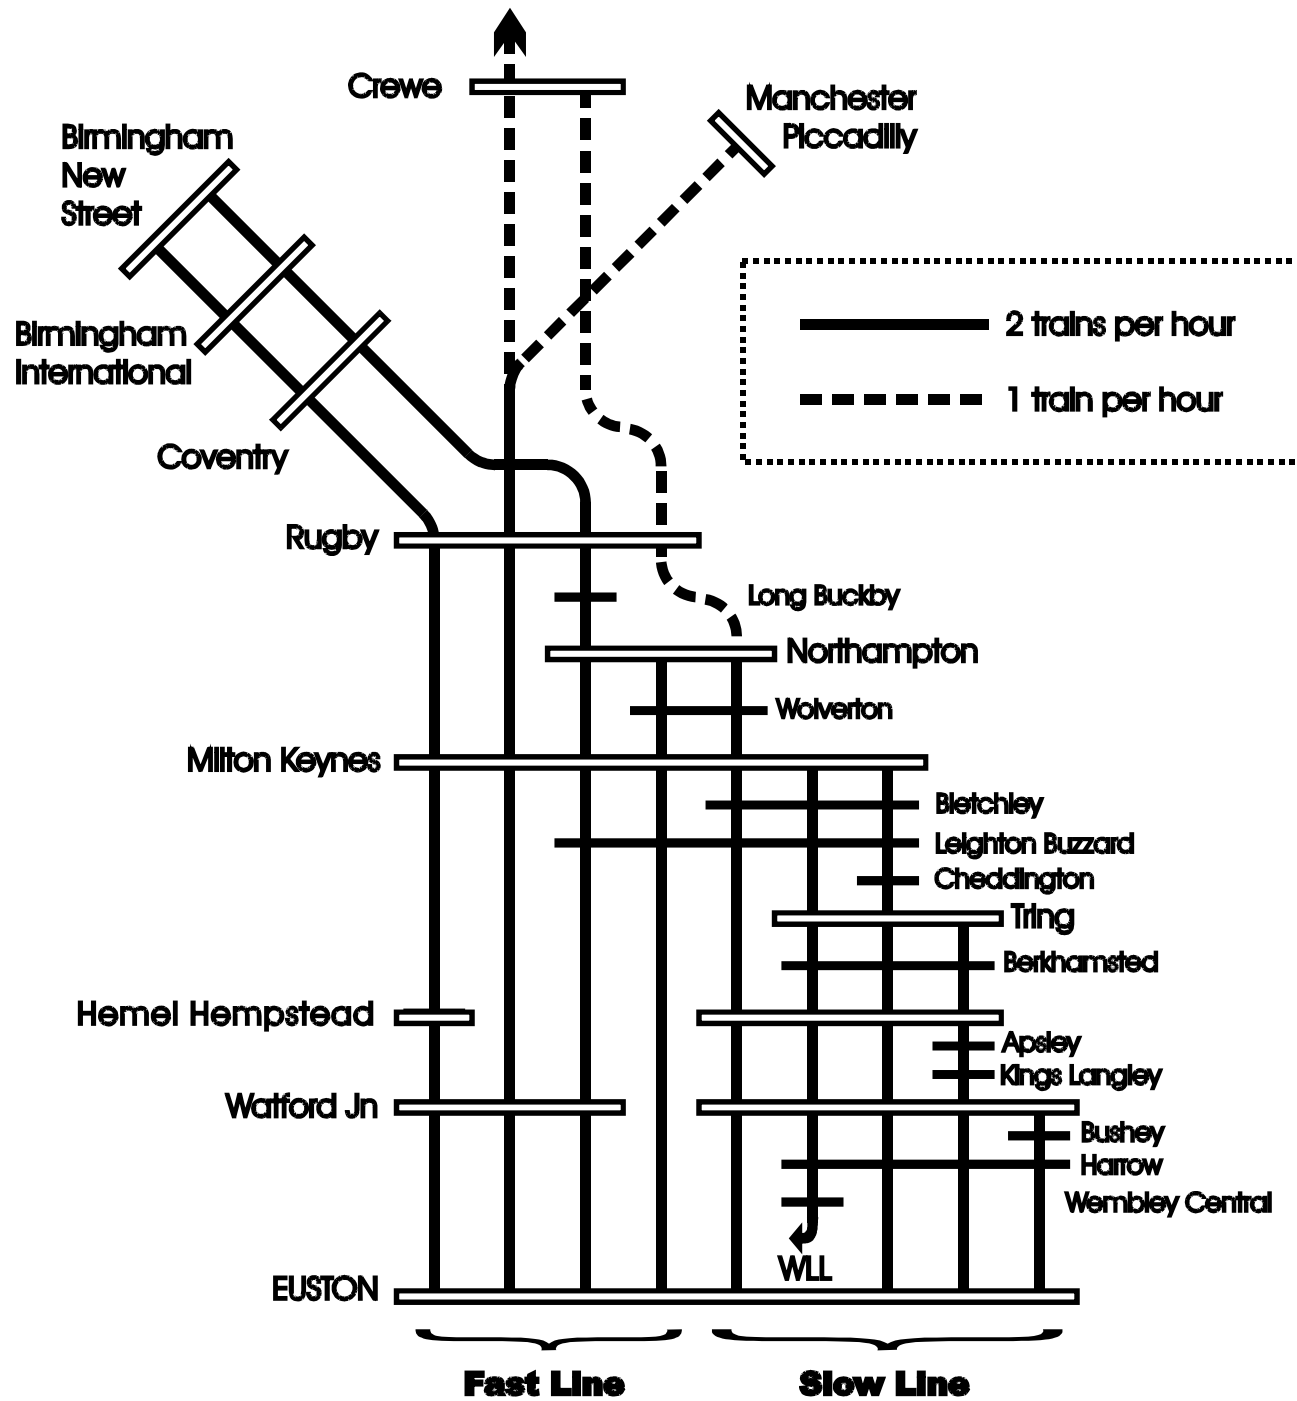 Crewe
Manchester
Piccadilly
Birmingham
New
Street
2 trains per hour
Birmingham
International
1 train per hour
Coventry
Rugby
Long Buckby
Northampton
Wolverton
Milton Keynes
Bletchley
Leighton Buzzard
Cheddington
Tring
Berkhamsted
Hemel Hempstead
Apsley
Kings Langley
Watford Jn
Bushey
Harrow
Wembley Central
WLL
EUSTON
Fast Line
Slow Line